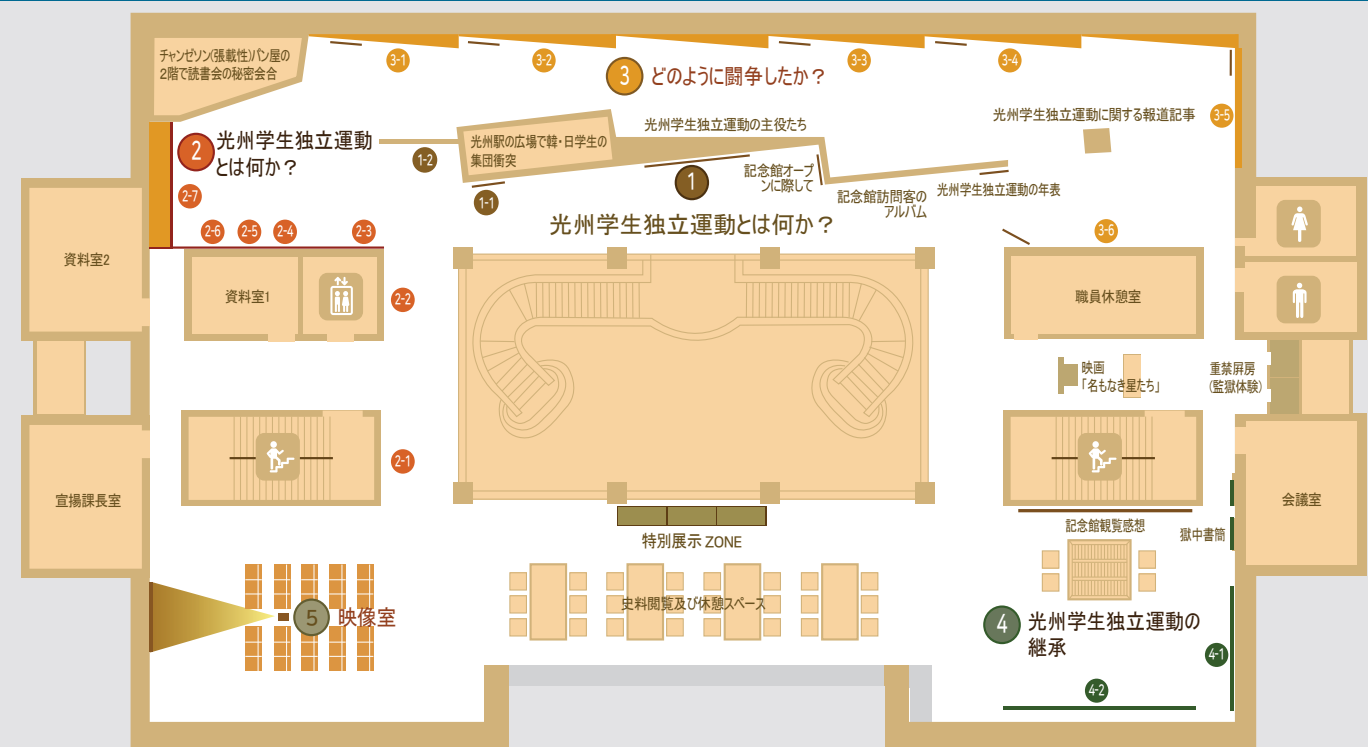 チャンゼソン(張載性)パン屋の
2階で読書会の秘密会合
3-1
3-2
3
どのように闘争したか？
3-3
3-4
3-5
2
光州学生独立運動
とは何か？
1-2
光州駅の広場で韓・日学生の
集団衝突
光州学生独立運動の主役たち
光州学生独立運動に関する報道記事
1-1
1
記念館オープ
ンに際して
記念館訪問客の
アルバム
光州学生独立運動の年表
光州学生独立運動とは何か？
3-6
2-7
2-6
2-5
2-4
2-3
資料室2
資料室1
2-2
職員休憩室
映画
「名もなき星たち」
重禁屏房
(監獄体験)
2-1
宣揚課長室
会議室
記念館観覧感想
獄中書簡
特別展示 ZONE
史料閲覧及び休憩スペース
5
映像室
4
光州学生独立運動の
継承
4-1
4-2